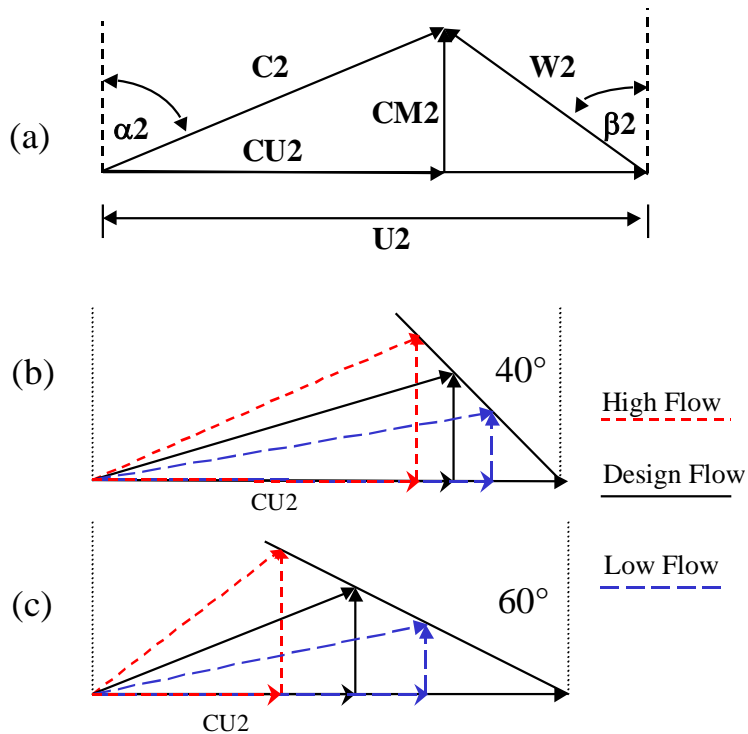 (a)
C2
W2
α2
CM2
β2
CU2
U2
(b)
40°
High Flow
Design Flow
CU2
Low Flow
(c)
60°
CU2